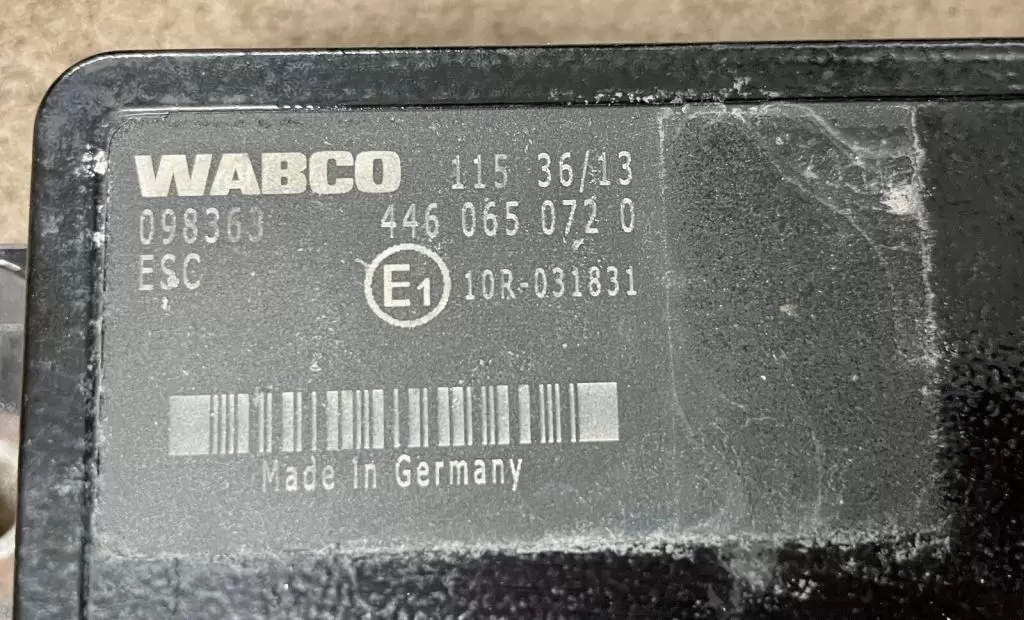 WABCO 115 36/13
098363 446 065 072 0
ESC E1 10R-031831
Made in Germany